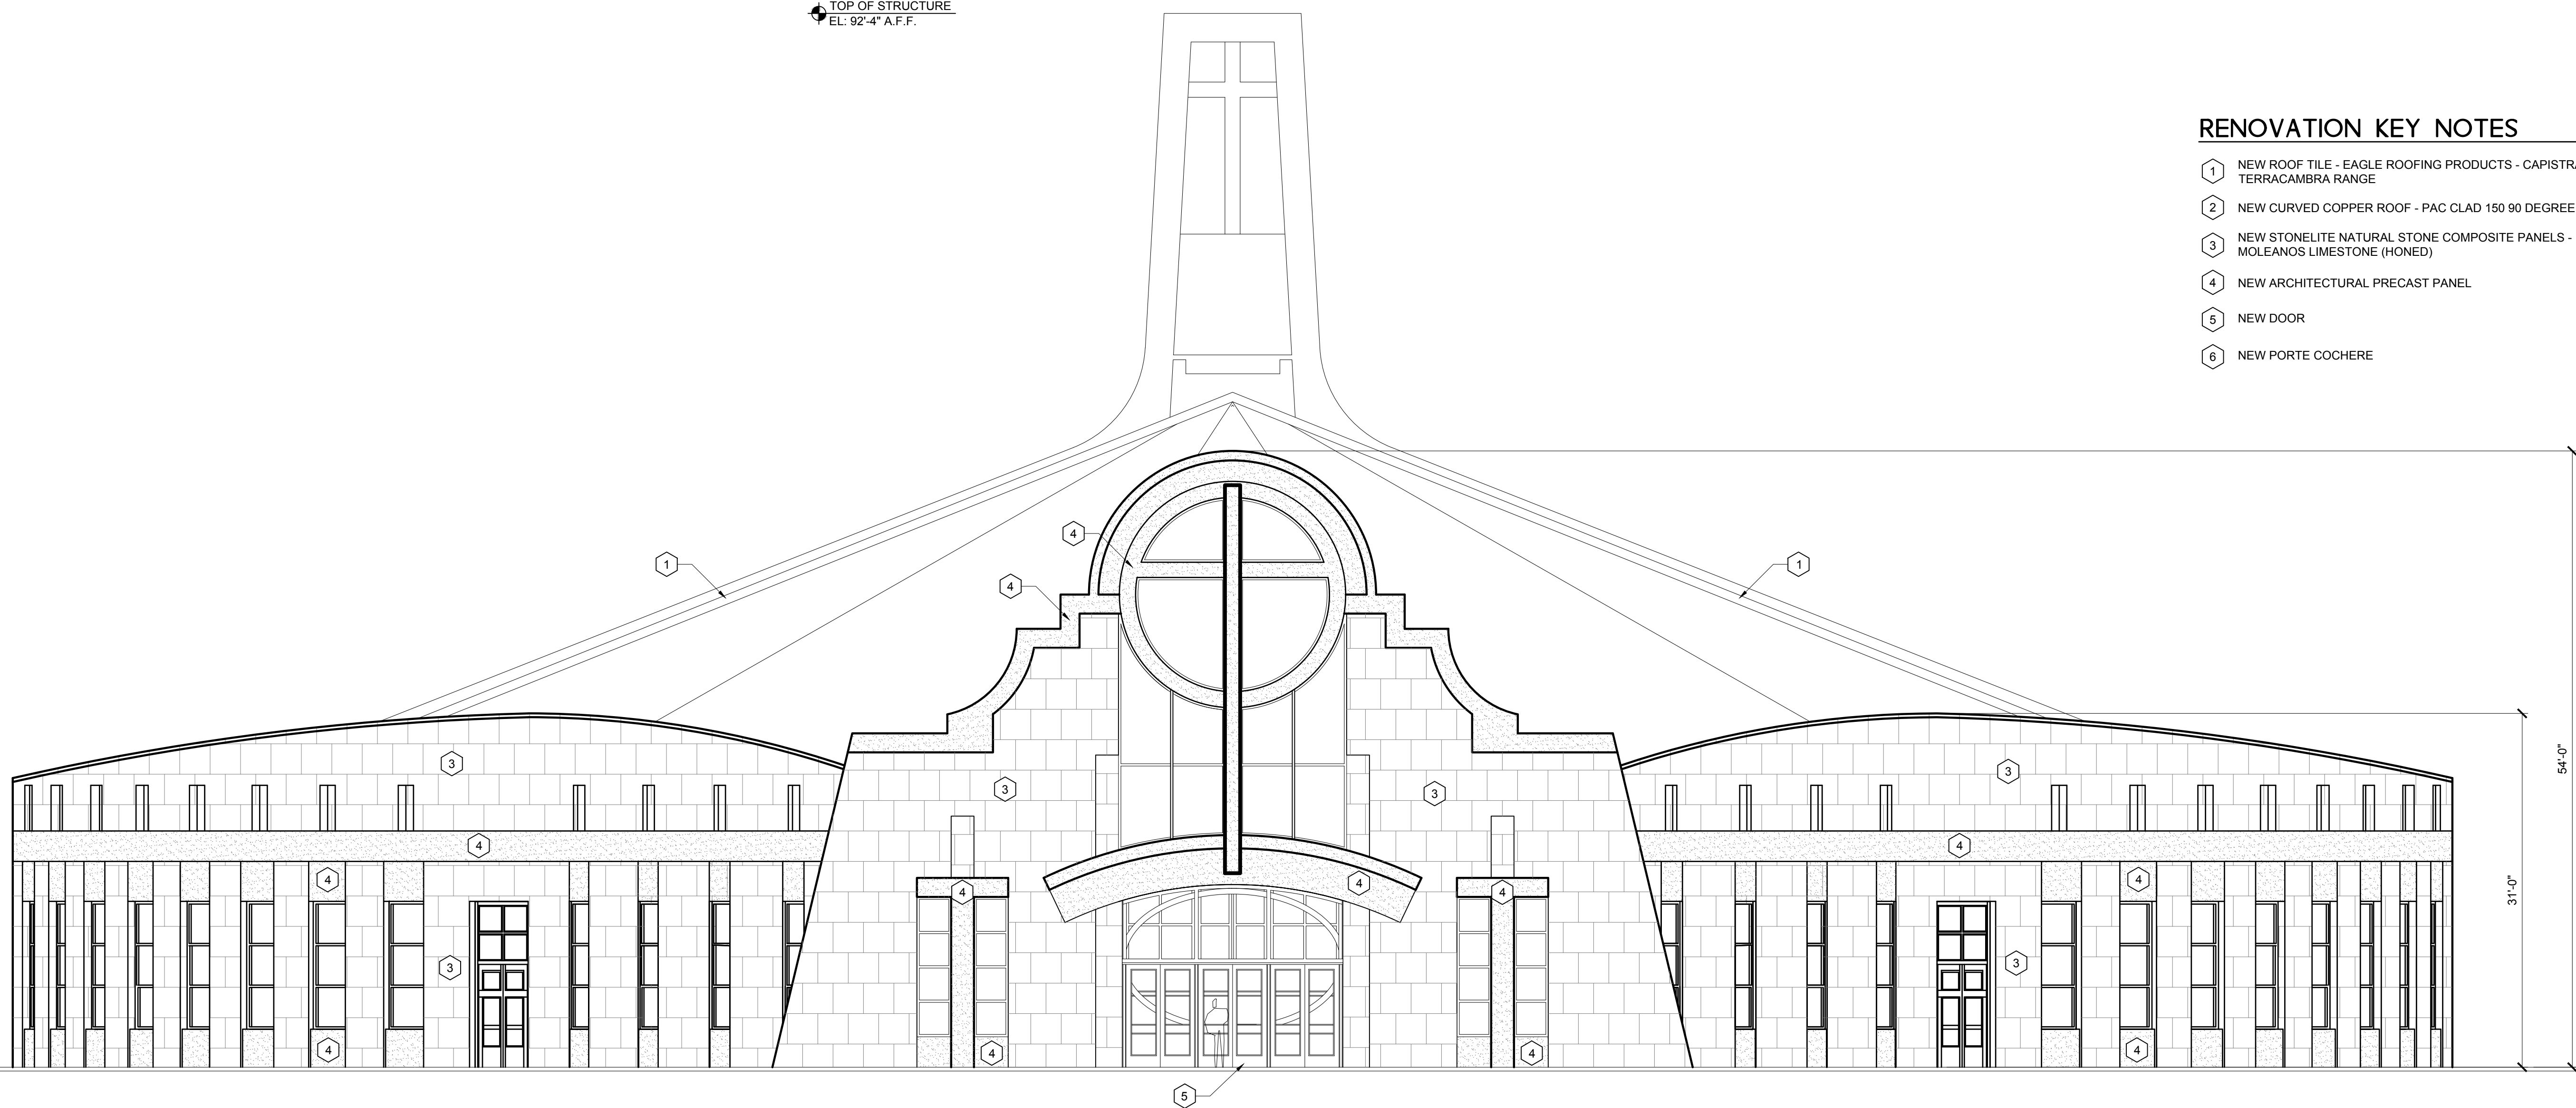 TOP OF STRUCTURE
EL: 92'-4" A.F.F.
RENOVATION KEY NOTES
1 NEW ROOF TILE - EAGLE ROOFING PRODUCTS -
TERRACAMBRA RANGE
2 NEW CURVED COPPER ROOF - PAC CLAD 150 90 DEGREE
3 NEW STONELITE NATURAL STONE COMPOSITE PANELS -
MOLEANOS LIMESTONE (HONED)
4 NEW ARCHITECTURAL PRECAST PANEL
5 NEW DOOR
6 NEW PORTE COCHERE
4
1
1
4
54'-0"
3
3
3
3
31'-0"
4
4
4
4
4
4
4
3
3
4
4
4
4
5